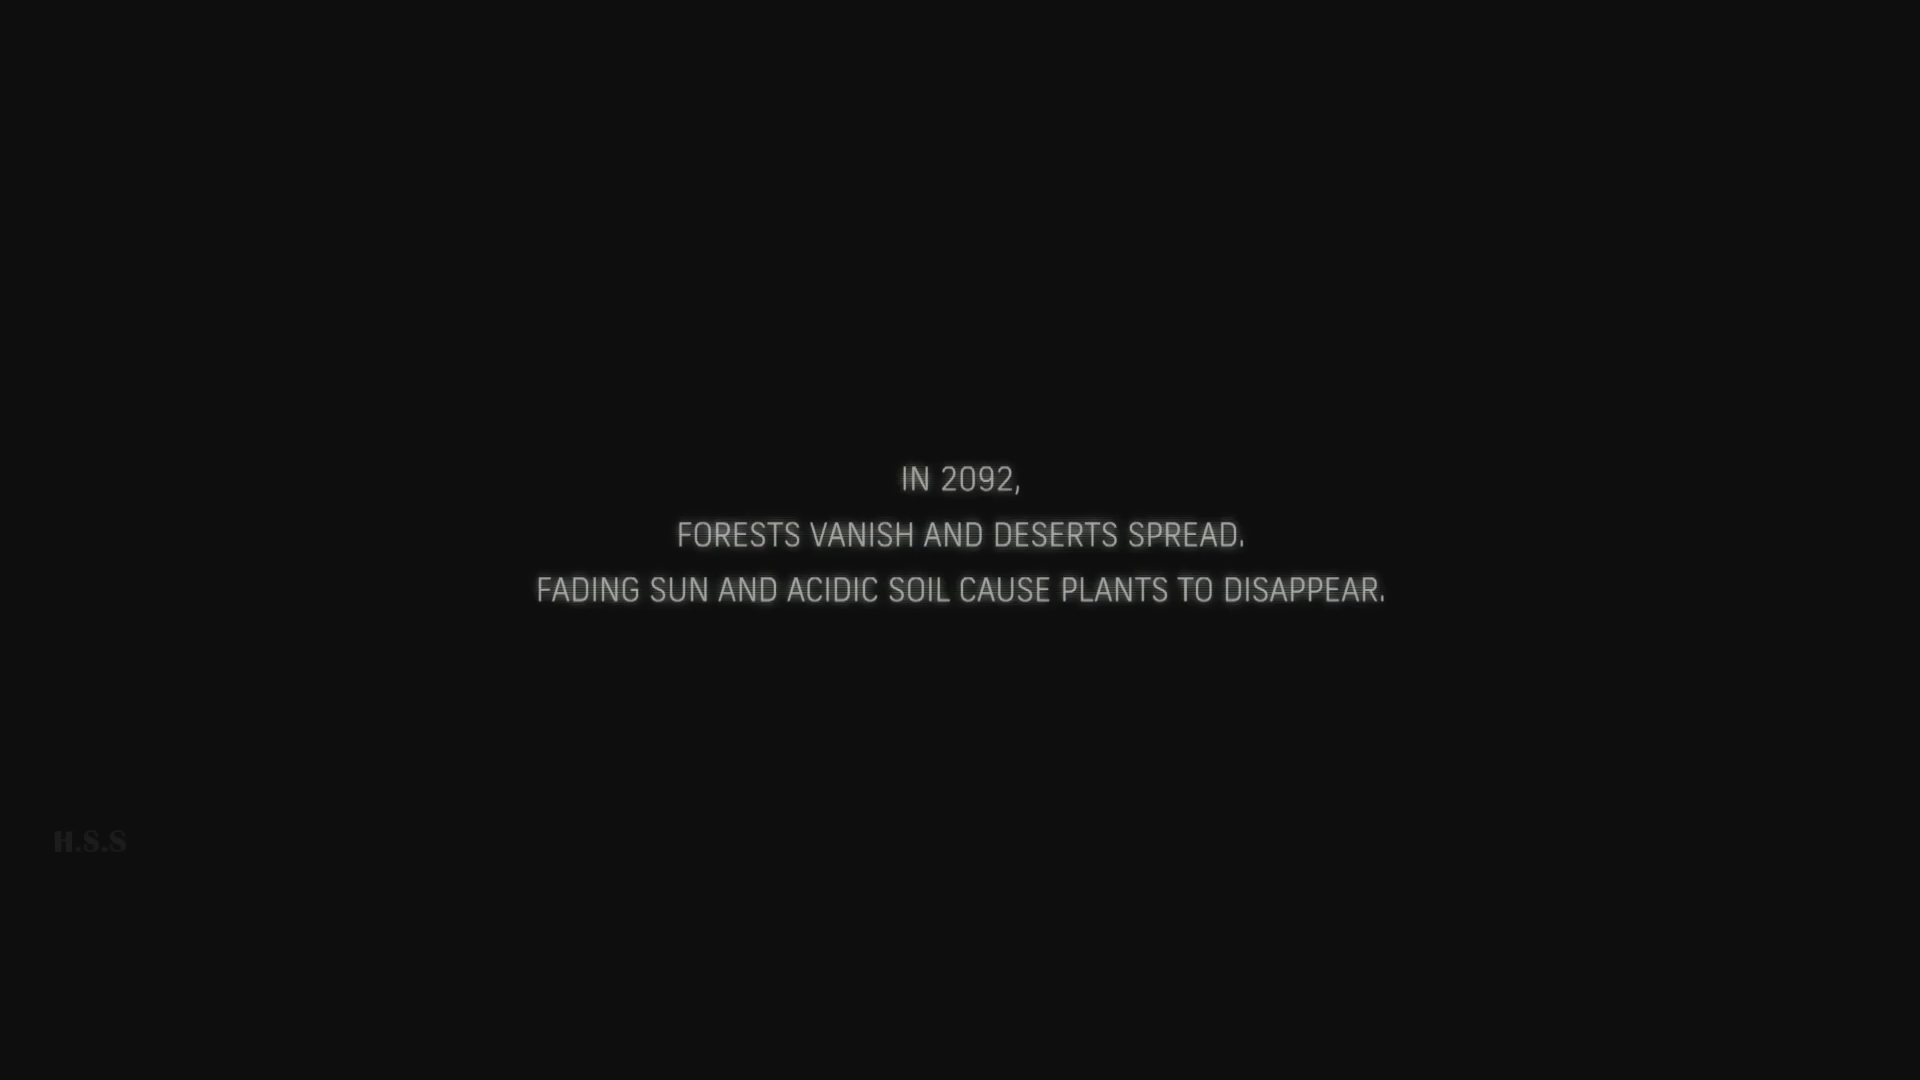 IN 2092,
FORESTS VANISH AND DESERTS SPREAD.
FADING SUN AND ACIDIC SOIL CAUSE PLANTS TO DISAPPEAR.
H.S.S